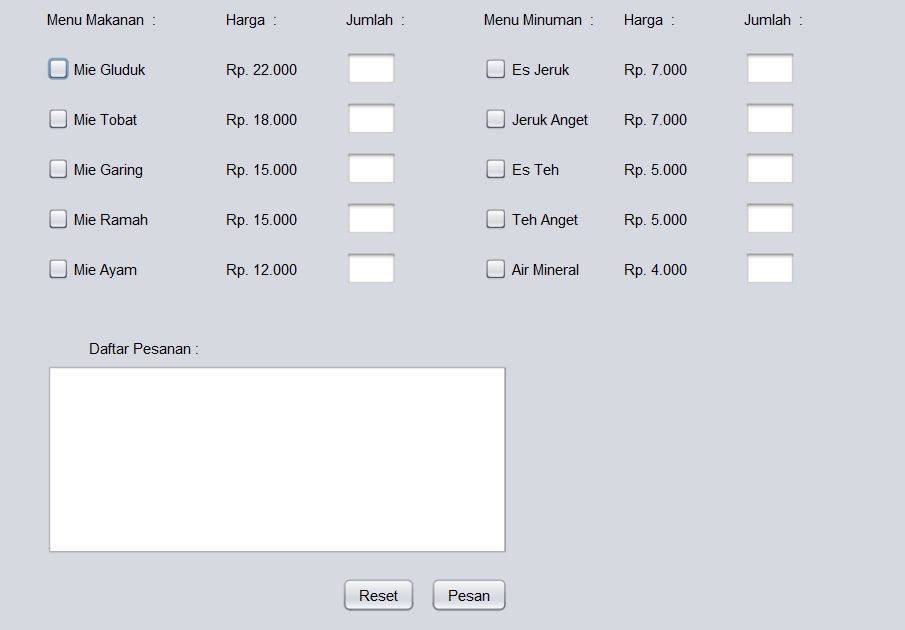 Menu Makanan : Harga : Jumlah : Menu Minuman : Harga : Jumlah :
Mie Gluduk Rp. 22.000 Es Jeruk Rp. 7.000
Mie Tobat Rp. 18.000 Jeruk Anget Rp. 7.000
Mie Garing Rp. 15.000 Es Teh Rp. 5.000
Mie Ramah Rp. 15.000 Teh Anget Rp. 5.000
Mie Ayam Rp. 12.000 Air Mineral Rp. 4.000
Daftar Pesanan :
Reset Pesan